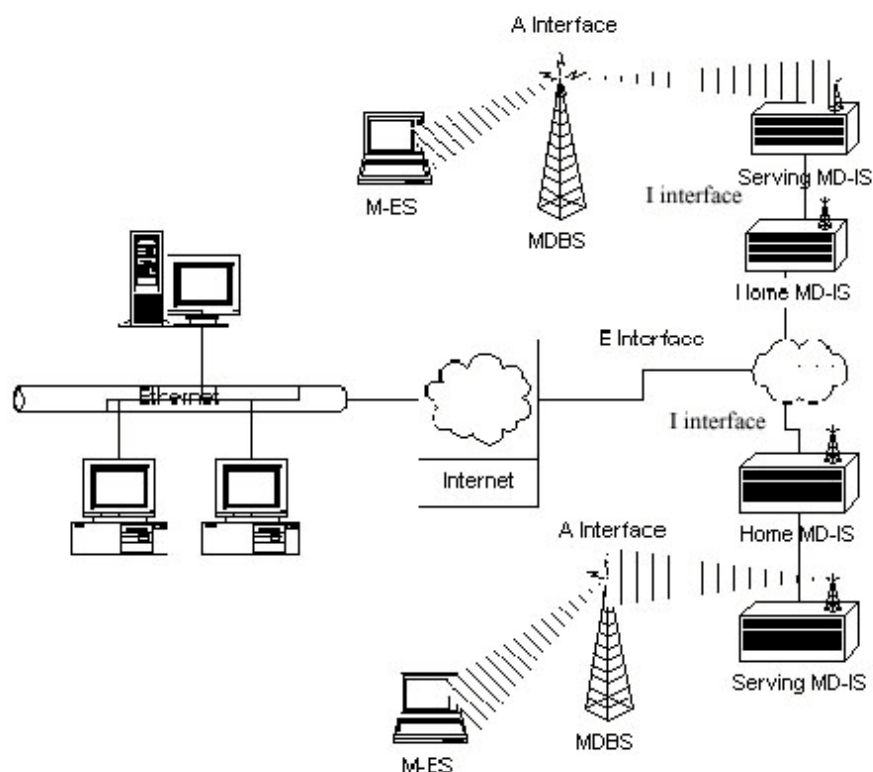 A Interface
Serving MD-IS
M-ES
I interface
MDBS
Home MD-IS
E Interface
Ethernet
I interface
Internet
Home MD-IS
A Interface
Serving MD-IS
MDBS
M-ES